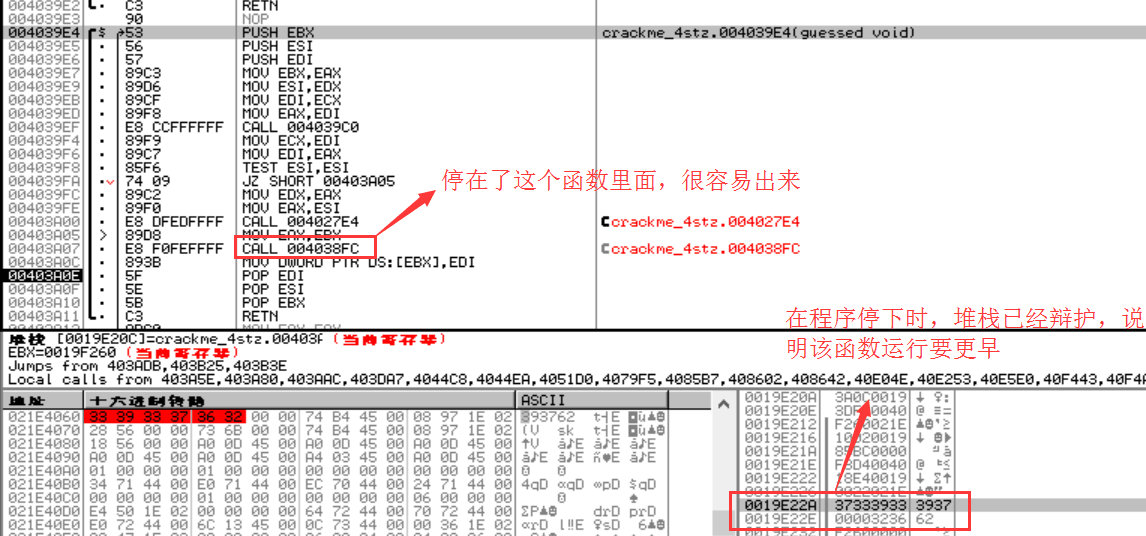 004039E2 C3 RETN
004039E3 90 NOP
004039E4 $ 53 PUSH EBX crackme_4stz.004039E4(guessed void)
004039E5 56 PUSH ESI
004039E6 57 PUSH EDI
004039E7 89C3 MOV EBX,EAX
004039E9 89D6 MOV ESI,EDX
004039EB 89CF MOV EDI,ECX
004039ED 89F8 MOV EAX,EDI
004039EF E8 CCFFFFFF CALL 004039C0
004039F4 89F9 MOV ECX,EDI
004039F6 89C7 MOV EDI,EAX
004039F8 85F6 TEST ESI,ESI
004039FA 74 09 JZ SHORT 00403A05
停在了这个函数里面，很容易出来
004039FC 89C2 MOV EDX,EAX
004039FE 89F0 MOV EAX,ESI
00403A00 E8 DFEDFFFF CALL 004027E4 crackme_4stz.004027E4
00403A05 > 89D8 MOV EAX,EBX
00403A07 E8 F0FEFFFF CALL 004038FC crackme_4stz.004038FC
00403A0C 893B MOV DWORD PTR DS:[EBX],EDI
00403A0E 5F POP EDI
00403A0F 5E POP ESI
00403A10 5B POP EBX
00403A11 C3 RETN
在程序停下时，堆栈已经辩护，说
明该函数运行要更早
堆栈 [0019E20C]=crackme_4stz.00403F (当前寄存器)
EBX=0019F260 (当前寄存器)
Jumps from 403ADB,403B25,403B3E
Local calls from 403A5E,403A80,403AAC,403DA7,4044C8,4044EA,4051D0,4079F5,4085B7,408602,408642,40E04E,40E253,40E5E0,40F443,40F4A
地址 十六进制转储 ASCII
021E4060 33 39 33 37 36 32 00 00 74 B4 45 00 08 97 1E 02
021E4070 28 56 00 00 73 6B 00 00 74 B4 45 00 08 97 1E 02
021E4080 18 56 00 00 A0 0D 45 00 A0 0D 45 00 A0 0D 45 00
021E4090 A0 0D 45 00 A0 0D 45 00 A4 03 45 00 A0 0D 45 00
021E40A0 01 00 00 00 01 00 00 00 00 00 00 00 00 00 00 00
021E40B0 34 71 44 00 E0 71 44 00 EC 70 44 00 24 71 44 00
021E40C0 00 00 00 00 01 00 00 00 00 00 00 00 06 00 00 00
021E40D0 E4 50 1E 02 00 00 00 00 64 72 44 00 70 72 44 00
021E40E0 E0 72 44 00 6C 13 45 00 0C 73 44 00 00 36 1E 02
0019E20A 3A0C0019
0019E20E 3DA00040
0019E212 F260021E
0019E216 10020019
0019E21A 85BC0000
0019E21E F3D40040
0019E222 18E40019
0019E22A 37333933 3937
0019E22E 00003236 62